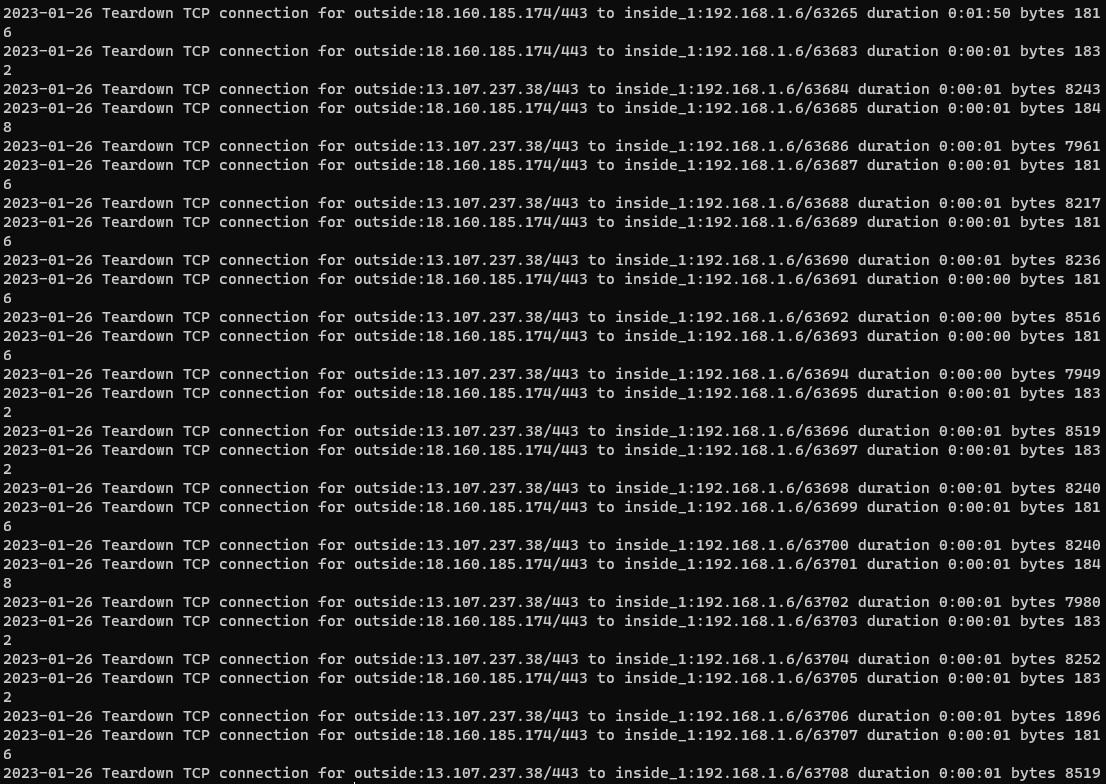 2023-01-26 Teardown TCP connection for outside:18.160.185.174/443 to inside_1:192.168.1.6/63265 duration 0:01:50 bytes 181
6
2023-01-26 Teardown TCP connection for outside:18.160.185.174/443 to inside_1:192.168.1.6/63683 duration 0:00:01 bytes 183
2
2023-01-26 Teardown TCP connection for outside:13.107.237.38/443 to inside_1:192.168.1.6/63684 duration 0:00:01 bytes 8243
2023-01-26 Teardown TCP connection for outside:18.160.185.174/443 to inside_1:192.168.1.6/63685 duration 0:00:01 bytes 184
8
2023-01-26 Teardown TCP connection for outside:13.107.237.38/443 to inside_1:192.168.1.6/63686 duration 0:00:01 bytes 7961
2023-01-26 Teardown TCP connection for outside:18.160.185.174/443 to inside_1:192.168.1.6/63687 duration 0:00:01 bytes 181
6
2023-01-26 Teardown TCP connection for outside:13.107.237.38/443 to inside_1:192.168.1.6/63688 duration 0:00:01 bytes 8217
2023-01-26 Teardown TCP connection for outside:18.160.185.174/443 to inside_1:192.168.1.6/63689 duration 0:00:01 bytes 181
6
2023-01-26 Teardown TCP connection for outside:13.107.237.38/443 to inside_1:192.168.1.6/63690 duration 0:00:01 bytes 8236
2023-01-26 Teardown TCP connection for outside:18.160.185.174/443 to inside_1:192.168.1.6/63691 duration 0:00:00 bytes 181
6
2023-01-26 Teardown TCP connection for outside:13.107.237.38/443 to inside_1:192.168.1.6/63692 duration 0:00:00 bytes 8516
2023-01-26 Teardown TCP connection for outside:18.160.185.174/443 to inside_1:192.168.1.6/63693 duration 0:00:00 bytes 181
6
2023-01-26 Teardown TCP connection for outside:13.107.237.38/443 to inside_1:192.168.1.6/63694 duration 0:00:00 bytes 7949
2023-01-26 Teardown TCP connection for outside:18.160.185.174/443 to inside_1:192.168.1.6/63695 duration 0:00:01 bytes 183
2
2023-01-26 Teardown TCP connection for outside:13.107.237.38/443 to inside_1:192.168.1.6/63696 duration 0:00:01 bytes 8519
2023-01-26 Teardown TCP connection for outside:18.160.185.174/443 to inside_1:192.168.1.6/63697 duration 0:00:01 bytes 183
2
2023-01-26 Teardown TCP connection for outside:13.107.237.38/443 to inside_1:192.168.1.6/63698 duration 0:00:01 bytes 8240
2023-01-26 Teardown TCP connection for outside:18.160.185.174/443 to inside_1:192.168.1.6/63699 duration 0:00:01 bytes 181
6
2023-01-26 Teardown TCP connection for outside:13.107.237.38/443 to inside_1:192.168.1.6/63700 duration 0:00:01 bytes 8240
2023-01-26 Teardown TCP connection for outside:18.160.185.174/443 to inside_1:192.168.1.6/63701 duration 0:00:01 bytes 184
8
2023-01-26 Teardown TCP connection for outside:13.107.237.38/443 to inside_1:192.168.1.6/63702 duration 0:00:01 bytes 7980
2023-01-26 Teardown TCP connection for outside:18.160.185.174/443 to inside_1:192.168.1.6/63703 duration 0:00:01 bytes 183
2
2023-01-26 Teardown TCP connection for outside:13.107.237.38/443 to inside_1:192.168.1.6/63704 duration 0:00:01 bytes 8252
2023-01-26 Teardown TCP connection for outside:18.160.185.174/443 to inside_1:192.168.1.6/63705 duration 0:00:01 bytes 183
2
2023-01-26 Teardown TCP connection for outside:13.107.237.38/443 to inside_1:192.168.1.6/63706 duration 0:00:01 bytes 1896
2023-01-26 Teardown TCP connection for outside:18.160.185.174/443 to inside_1:192.168.1.6/63707 duration 0:00:01 bytes 181
6
2023-01-26 Teardown TCP connection for outside:13.107.237.38/443 to inside_1:192.168.1.6/63708 duration 0:00:01 bytes 8519